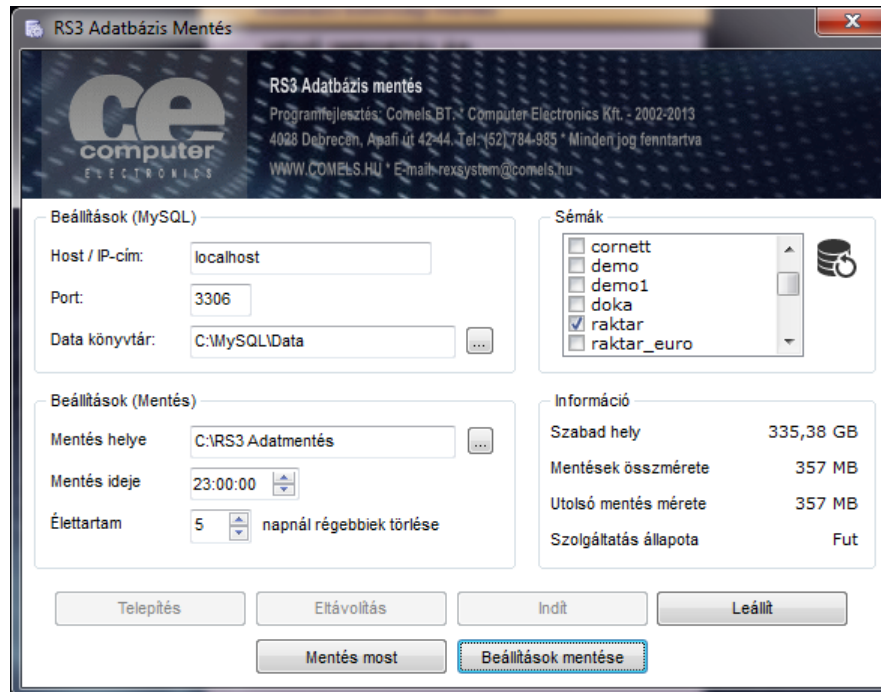 RS3 Adatbázis Mentés
ce
computer
ELECTRONICS
RS3 Adatbázis mentés
Programfejlesztés: Comels BT. * Computer Electronics Kft. - 2002-2013
4028 Debrecen, Apafi út 42-44. Tel: (52) 784-985 * Minden jog fenntartva
WWW.COMELS.HU * E-mail: rexsystem@comels.hu
Beállítások (MySQL)
Host / IP-cím: localhost
Port: 3306
Data könyvtár: C:\MySQL\Data ...
Sémák
cornett
demo
demo1
doka
raktar
raktar_euro
Beállítások (Mentés)
Mentés helye C:\RS3 Adatmentés ...
Mentés ideje 23:00:00
Élettartam 5 napnál régebbiek törlése
Információ
Szabad hely 335,38 GB
Mentések összmérete 357 MB
Utolsó mentés mérete 357 MB
Szolgáltatás állapota Fut
Telepítés Eltávolítás Indít Leállít
Mentés most Beállítások mentése